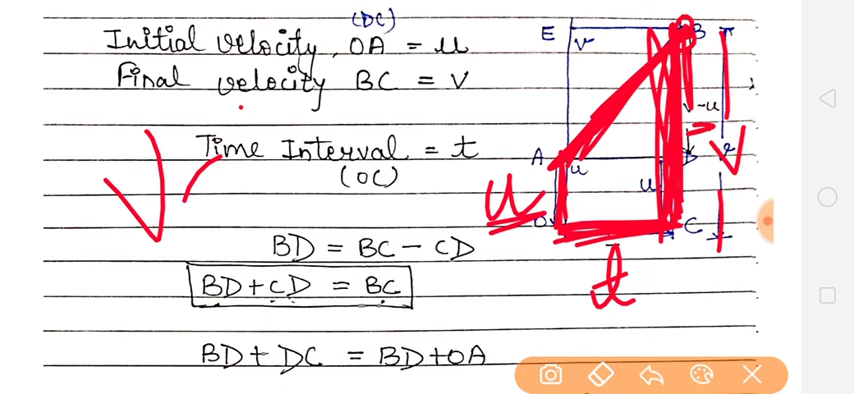 (DC)
Initial velocity, OA = u
Final velocity BC = v
Time Interval = t
(OC)
BD = BC - CD
BD + CD = BC
BD + DC = BD + OA
E
v
B
v-u
A
u
D
v
u
u
O
C
t